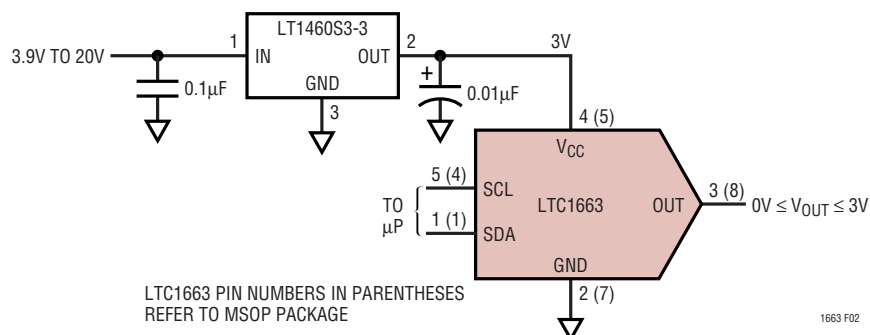 LT1460S3-3
3.9V TO 20V
1
IN
OUT
2
3V
GND
3
0.1µF
+
0.01µF
4 (5)
VCC
5 (4)
SCL
TO
µP
1 (1)
SDA
LTC1663
OUT
3 (8)
0V ≤ VOUT ≤ 3V
GND
2 (7)
LTC1663 PIN NUMBERS IN PARENTHESES
REFER TO MSOP PACKAGE
1663 F02